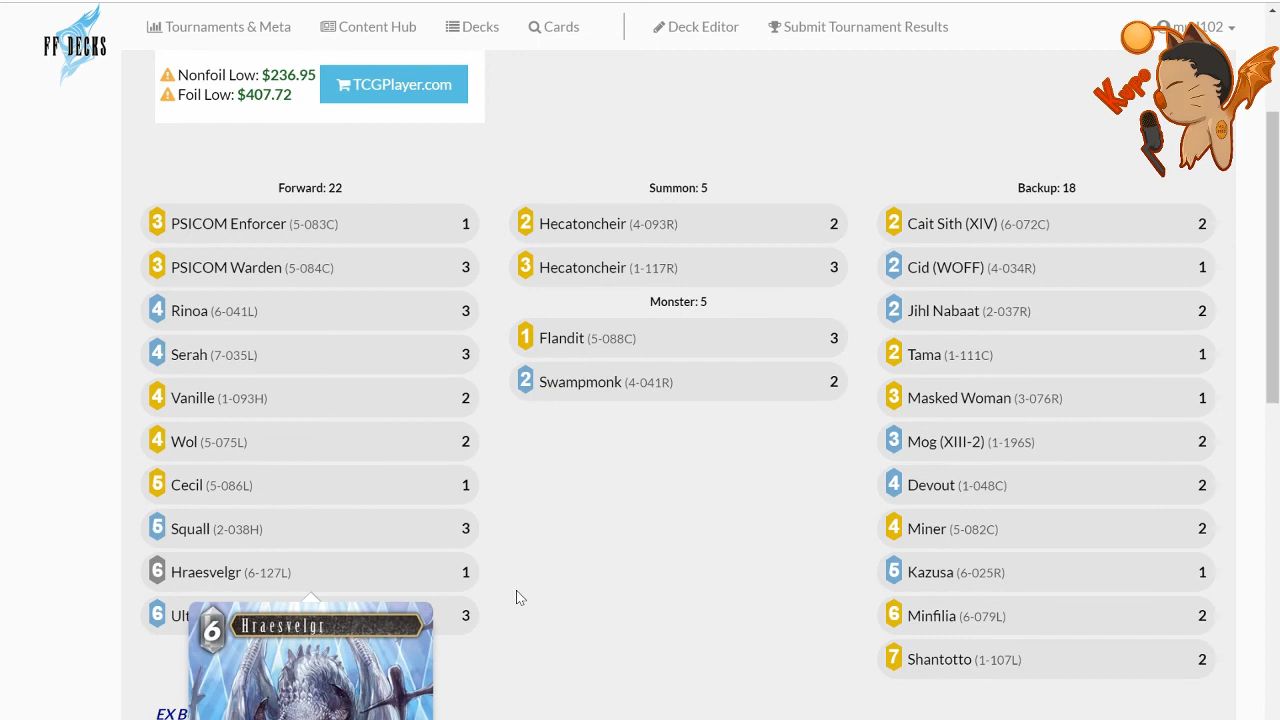 FF DECKS
Tournaments & Meta
Content Hub
Decks
Cards
Deck Editor
Submit Tournament Results
Kupo
Nonfoil Low: $236.95
Foil Low: $407.72
TCGPlayer.com
Forward: 22
3 PSICOM Enforcer (5-083C) 1
3 PSICOM Warden (5-084C) 3
4 Rinoa (6-041L) 3
4 Serah (7-035L) 3
4 Vanille (1-093H) 2
4 Wol (5-075L) 2
5 Cecil (5-086L) 1
5 Squall (2-038H) 3
6 Hraesvelgr (6-127L) 1
6 Ult 3
6 Hraesvelgr
EX B
Summon: 5
2 Hecatoncheir (4-093R) 2
3 Hecatoncheir (1-117R) 3
Monster: 5
1 Flandit (5-088C) 3
2 Swampmonk (4-041R) 2
Backup: 18
2 Cait Sith (XIV) (6-072C) 2
2 Cid (WOFF) (4-034R) 1
2 Jihl Nabaat (2-037R) 2
2 Tama (1-111C) 1
3 Masked Woman (3-076R) 1
3 Mog (XIII-2) (1-196S) 2
4 Devout (1-048C) 2
4 Miner (5-082C) 2
5 Kazusa (6-025R) 1
6 Minfilia (6-079L) 2
7 Shantotto (1-107L) 2